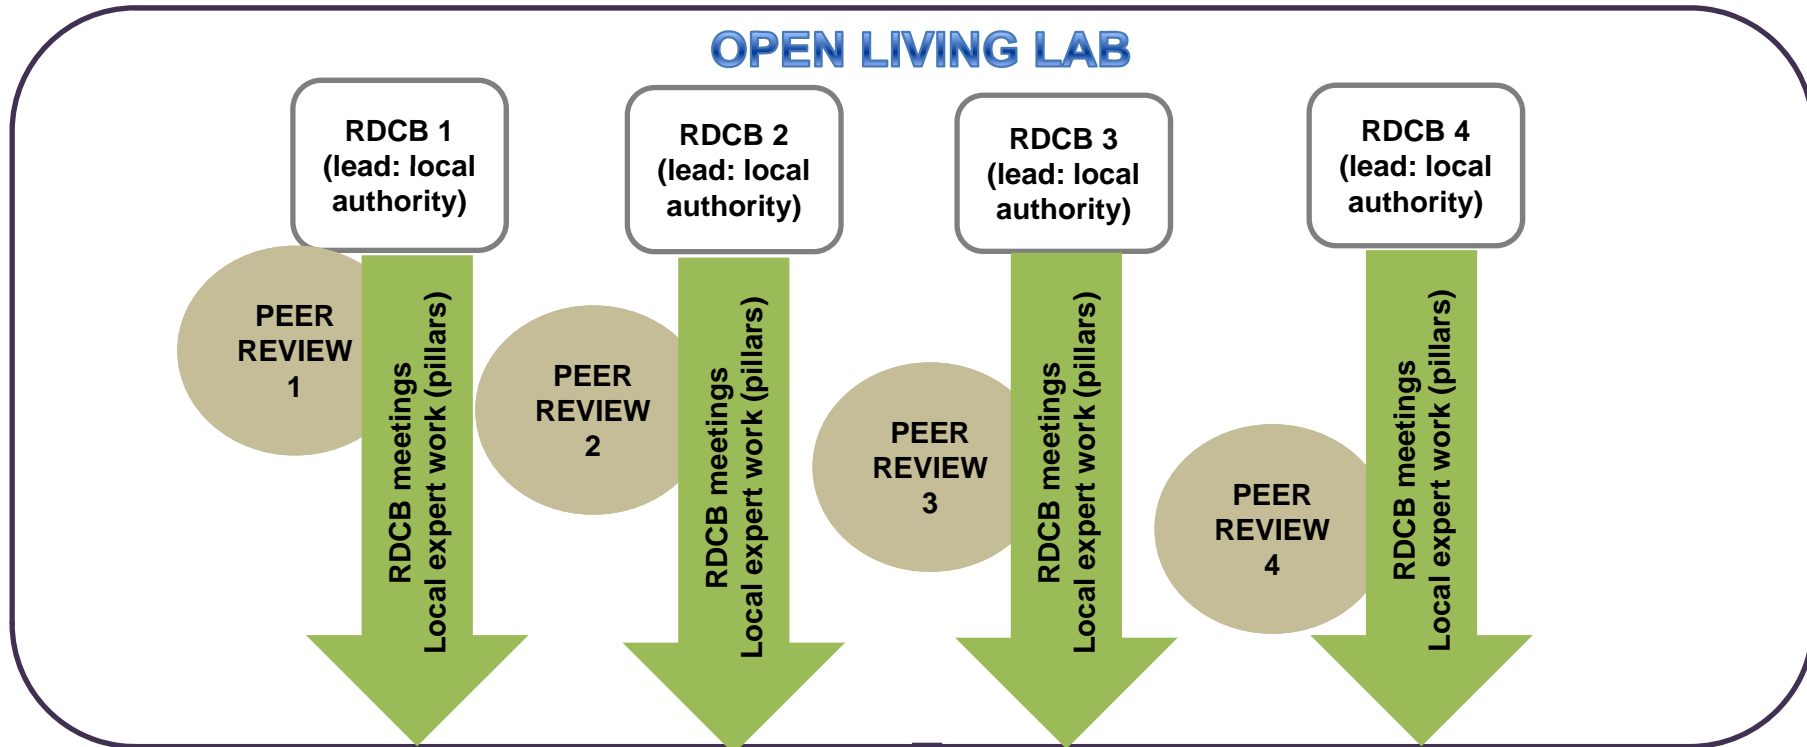 OPEN LIVING LAB
RDCB 1
(lead: local
authority)
RDCB 2
(lead: local
authority)
RDCB 3
(lead: local
authority)
RDCB 4
(lead: local
authority)
PEER
REVIEW
1
RDCB meetings
Local expert work (pillars)
PEER
REVIEW
2
RDCB meetings
Local expert work (pillars)
PEER
REVIEW
3
RDCB meetings
Local expert work (pillars)
PEER
REVIEW
4
RDCB meetings
Local expert work (pillars)